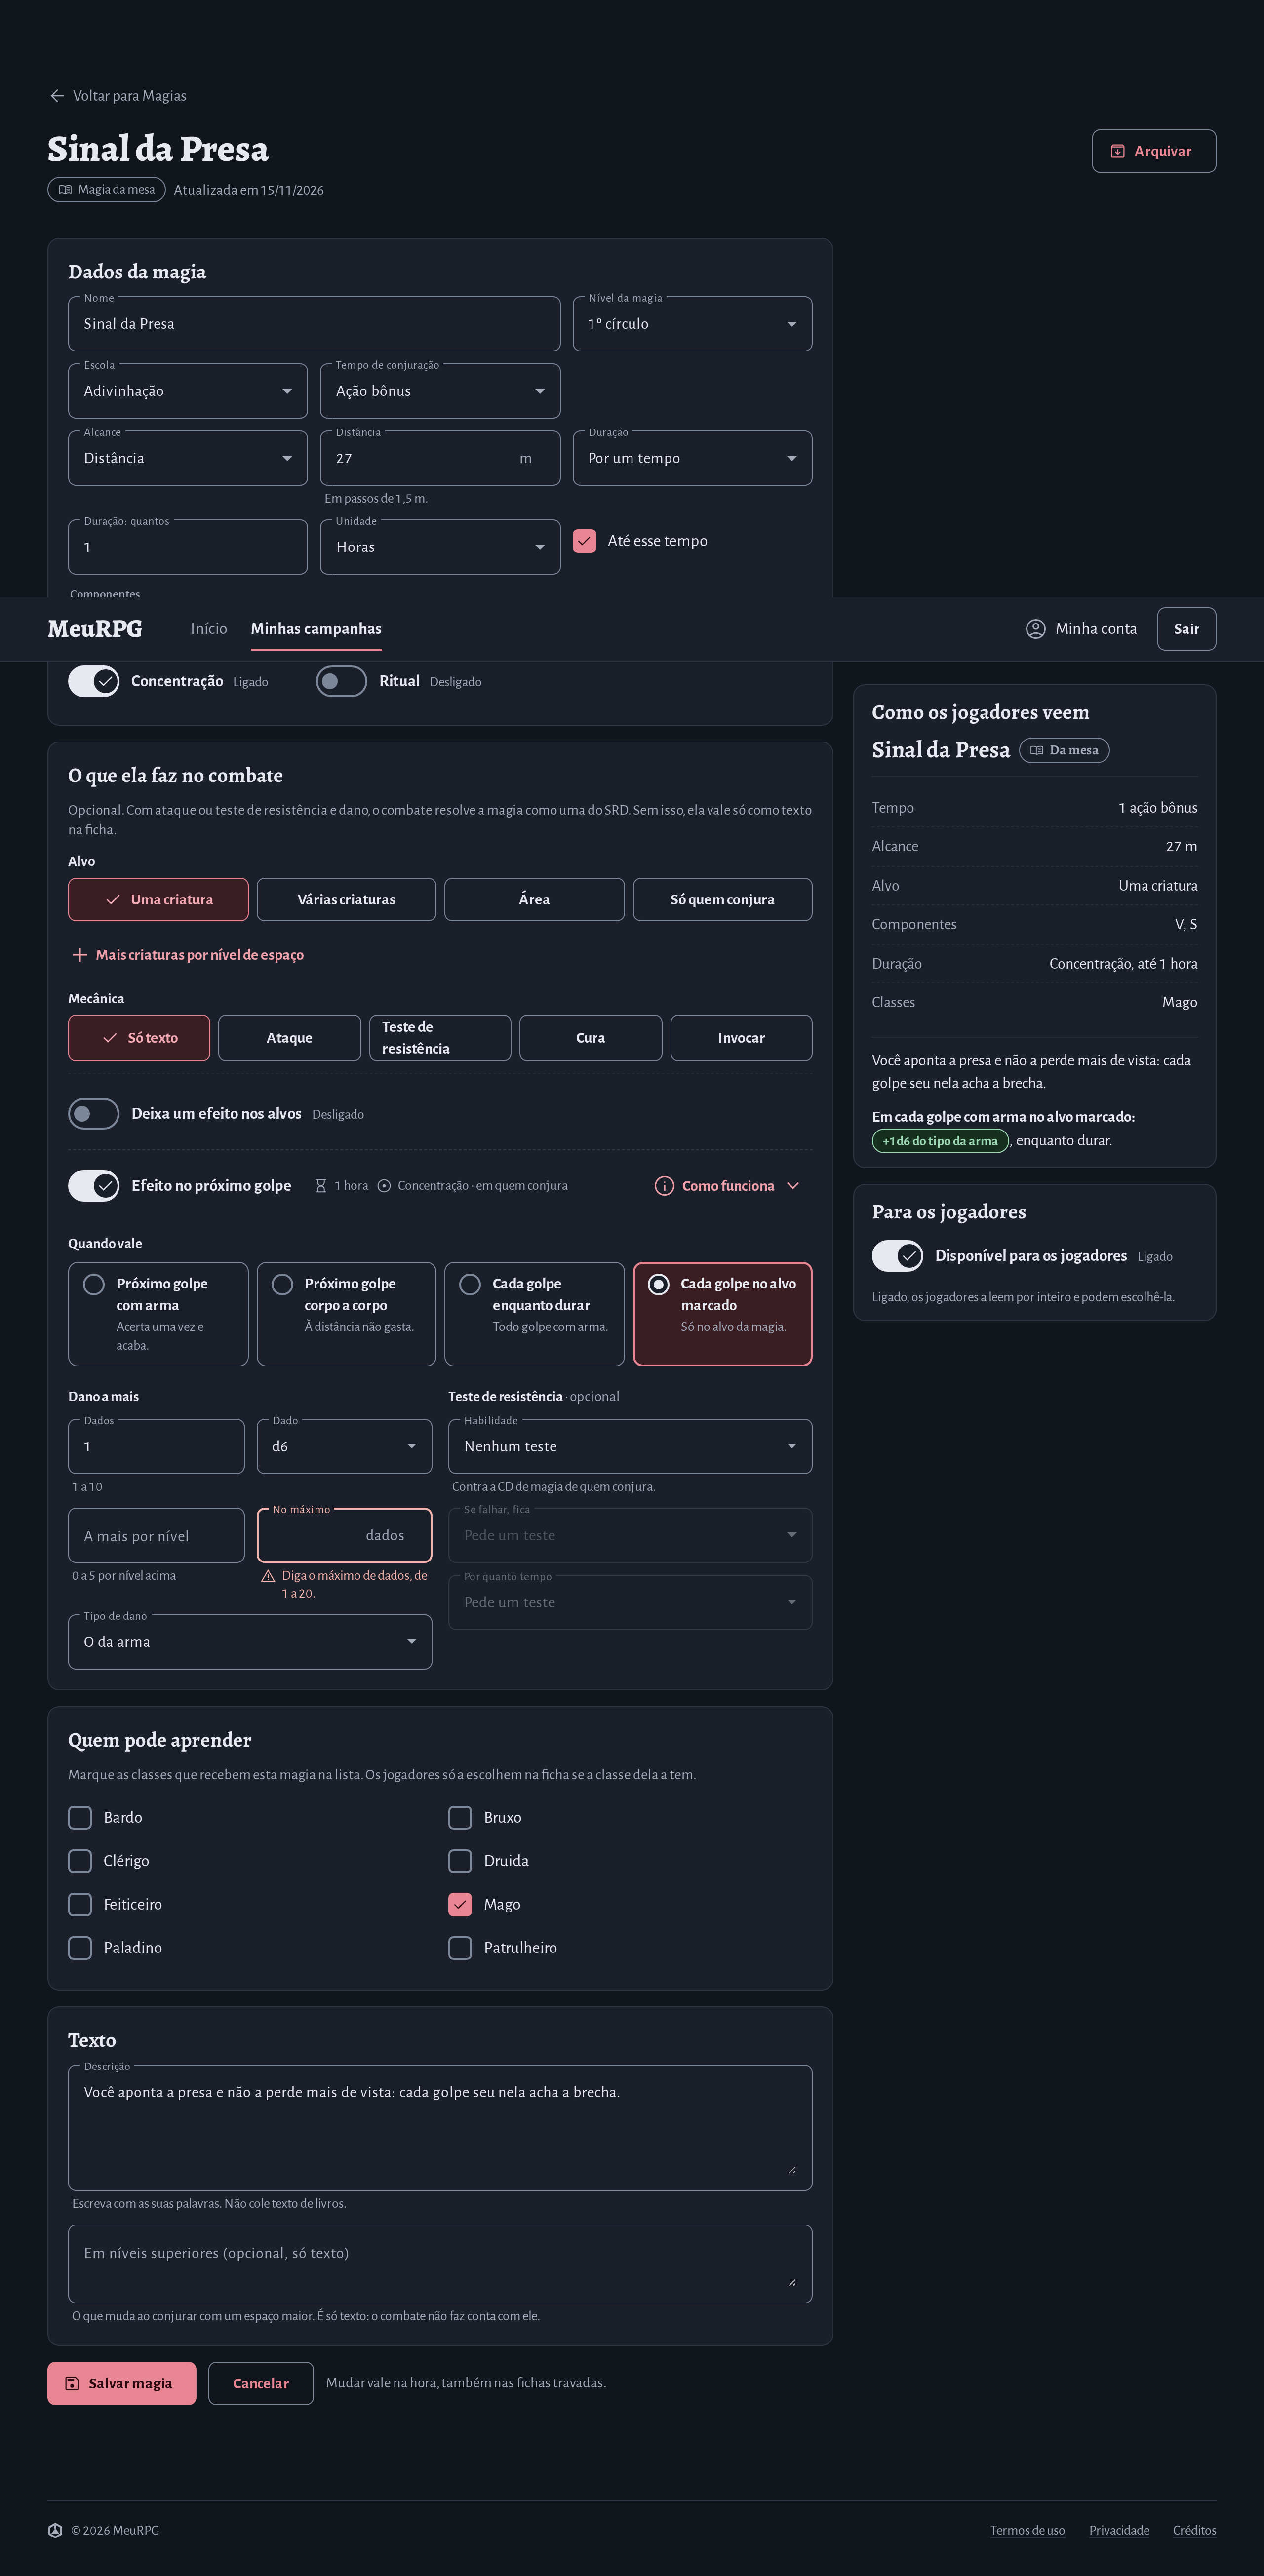 Voltar para Magias
Sinal da Presa
Arquivar
Magia da mesa
Atualizada em 15/11/2026
Dados da magia
Nome
Sinal da Presa
Nível da magia
1º círculo
Escola
Adivinhação
Tempo de conjuração
Ação bônus
Alcance
Distância
Distância
27
m
Em passos de 1,5 m.
Duração
Por um tempo
Duração: quantos
1
Unidade
Horas
Até esse tempo
Componentes
MeuRPG
Início
Minhas campanhas
Minha conta
Sair
Concentração
Ligado
Ritual
Desligado
O que ela faz no combate
Opcional. Com ataque ou teste de resistência e dano, o combate resolve a magia como uma do SRD. Sem isso, ela vale só como texto
na ficha.
Alvo
Uma criatura
Várias criaturas
Área
Só quem conjura
Mais criaturas por nível de espaço
Mecânica
Só texto
Ataque
Teste de
resistência
Cura
Invocar
Deixa um efeito nos alvos
Desligado
Efeito no próximo golpe
1 hora
Concentração · em quem conjura
Como funciona
Quando vale
Próximo golpe
com arma
Acerta uma vez e
acaba.
Próximo golpe
corpo a corpo
À distância não gasta.
Cada golpe
enquanto durar
Todo golpe com arma.
Cada golpe no alvo
marcado
Só no alvo da magia.
Dano a mais
Dados
1
1 a 10
Dado
d6
A mais por nível
0 a 5 por nível acima
No máximo
dados
Diga o máximo de dados, de
1 a 20.
Tipo de dano
O da arma
Teste de resistência · opcional
Habilidade
Nenhum teste
Contra a CD de magia de quem conjura.
Se falhar, fica
Pede um teste
Por quanto tempo
Pede um teste
Quem pode aprender
Marque as classes que recebem esta magia na lista. Os jogadores só a escolhem na ficha se a classe dela a tem.
Bardo
Bruxo
Clérigo
Druida
Feiticeiro
Mago
Paladino
Patrulheiro
Texto
Descrição
Você aponta a presa e não a perde mais de vista: cada golpe seu nela acha a brecha.
Escreva com as suas palavras. Não cole texto de livros.
Em níveis superiores (opcional, só texto)
O que muda ao conjurar com um espaço maior. É só texto: o combate não faz conta com ele.
Salvar magia
Cancelar
Mudar vale na hora, também nas fichas travadas.
Como os jogadores veem
Sinal da Presa
Da mesa
Tempo
1 ação bônus
Alcance
27 m
Alvo
Uma criatura
Componentes
V, S
Duração
Concentração, até 1 hora
Classes
Mago
Você aponta a presa e não a perde mais de vista: cada
golpe seu nela acha a brecha.
Em cada golpe com arma no alvo marcado:
+1d6 do tipo da arma, enquanto durar.
Para os jogadores
Disponível para os jogadores
Ligado
Ligado, os jogadores a leem por inteiro e podem escolhê-la.
© 2026 MeuRPG
Termos de uso
Privacidade
Créditos